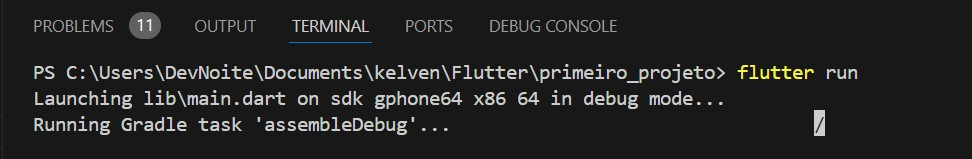 PROBLEMS 11 OUTPUT TERMINAL PORTS DEBUG CONSOLE
PS C:\Users\DevNoite\Documents\kelven\Flutter\primeiro_projeto> flutter run
Launching lib\main.dart on sdk gphone64 x86 64 in debug mode...
Running Gradle task 'assembleDebug'... /